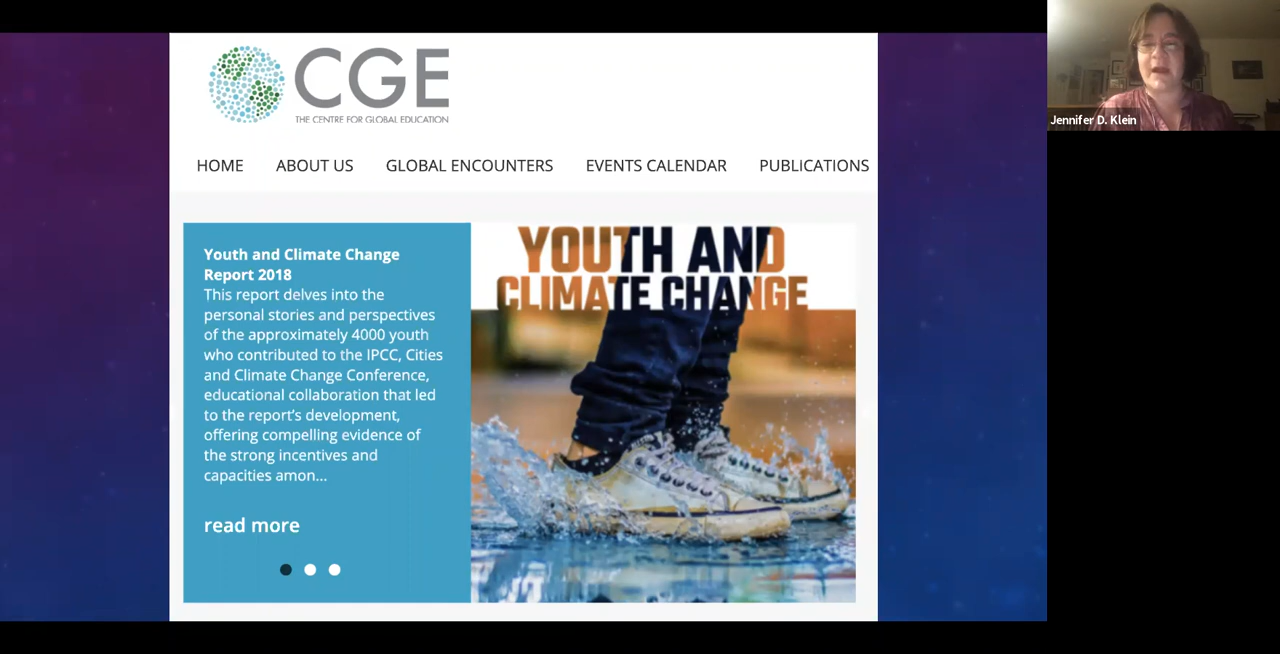 CGE
THE CENTRE FOR GLOBAL EDUCATION
HOME ABOUT US GLOBAL ENCOUNTERS EVENTS CALENDAR PUBLICATIONS
Youth and Climate Change
Report 2018
This report delves into the
personal stories and perspectives
of the approximately 4000 youth
who contributed to the IPCC, Cities
and Climate Change Conference,
educational collaboration that led
to the report’s development,
offering compelling evidence of
the strong incentives and
capacities amon...
read more
YOUTH AND
CLIMATE CHANGE
Jennifer D. Klein